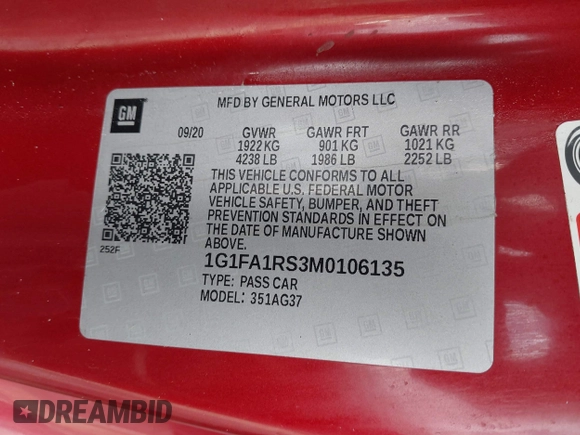 GM
MFD BY GENERAL MOTORS LLC
09/20 GVWR GAWR FRT GAWR RR
1922 KG 901 KG 1021 KG
4238 LB 1986 LB 2252 LB
THIS VEHICLE CONFORMS TO ALL
APPLICABLE U.S. FEDERAL MOTOR
VEHICLE SAFETY, BUMPER, AND THEFT
PREVENTION STANDARDS IN EFFECT ON
THE DATE OF MANUFACTURE SHOWN
ABOVE.
252F
1G1FA1RS3M0106135
TYPE: PASS CAR
MODEL: 351AG37
DREAMBID